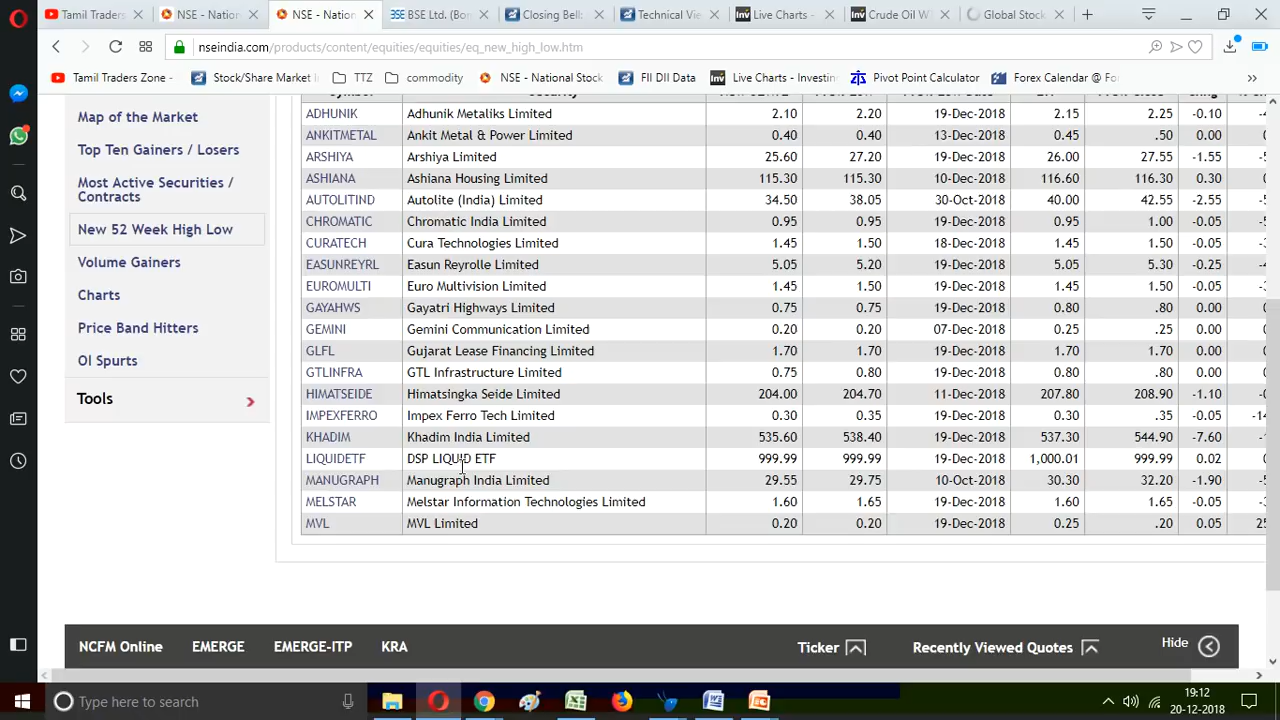 Tamil Traders
NSE - Nation
NSE - Nation
BSE Ltd. (Bom
Closing Bell:
Technical Vie
Live Charts -
Crude Oil WT
Global Stock
nseindia.com/products/content/equities/equities/eq_new_high_low.htm
Tamil Traders Zone -
Stock/Share Market
TTZ
commodity
NSE - National Stock
FII DII Data
Live Charts - Investin
Pivot Point Calculator
Forex Calendar @ Fo
Map of the Market
Top Ten Gainers / Losers
Most Active Securities /
Contracts
New 52 Week High Low
Volume Gainers
Charts
Price Band Hitters
OI Spurts
Tools
ADHUNIK Adhunik Metaliks Limited 2.10 2.20 19-Dec-2018 2.15 2.25 -0.10 -4
ANKITMETAL Ankit Metal & Power Limited 0.40 0.40 13-Dec-2018 0.45 .50 0.00 0
ARSHIYA Arshiya Limited 25.60 27.20 19-Dec-2018 26.00 27.55 -1.55 -5
ASHIANA Ashiana Housing Limited 115.30 115.30 10-Dec-2018 116.60 116.30 0.30 0
AUTOLITIND Autolite (India) Limited 34.50 38.05 30-Oct-2018 40.00 42.55 -2.55 -5
CHROMATIC Chromatic India Limited 0.95 0.95 19-Dec-2018 0.95 1.00 -0.05 -5
CURATECH Cura Technologies Limited 1.45 1.50 18-Dec-2018 1.45 1.50 -0.05 -3
EASUNREYRL Easun Reyrolle Limited 5.05 5.20 19-Dec-2018 5.05 5.30 -0.25 -4
EUROMULTI Euro Multivision Limited 1.45 1.50 19-Dec-2018 1.45 1.50 -0.05 -3
GAYAHWS Gayatri Highways Limited 0.75 0.75 19-Dec-2018 0.80 .80 0.00 0
GEMINI Gemini Communication Limited 0.20 0.20 07-Dec-2018 0.25 .25 0.00 0
GLFL Gujarat Lease Financing Limited 1.70 1.70 19-Dec-2018 1.70 1.70 0.00 0
GTLINFRA GTL Infrastructure Limited 0.75 0.80 19-Dec-2018 0.80 .80 0.00 0
HIMATSEIDE Himatsingka Seide Limited 204.00 204.70 11-Dec-2018 207.80 208.90 -1.10 -0
IMPEXFERRO Impex Ferro Tech Limited 0.30 0.35 19-Dec-2018 0.30 .35 -0.05 -14
KHADIM Khadim India Limited 535.60 538.40 19-Dec-2018 537.30 544.90 -7.60 -1
LIQUIDETF DSP LIQUID ETF 999.99 999.99 19-Dec-2018 1,000.01 999.99 0.02 0
MANUGRAPH Manugraph India Limited 29.55 29.75 10-Oct-2018 30.30 32.20 -1.90 -5
MELSTAR Melstar Information Technologies Limited 1.60 1.65 19-Dec-2018 1.60 1.65 -0.05 -3
MVL MVL Limited 0.20 0.20 19-Dec-2018 0.25 .20 0.05 25
NCFM Online EMERGE EMERGE-ITP KRA Ticker Recently Viewed Quotes Hide
Type here to search
19:12
20-12-2018